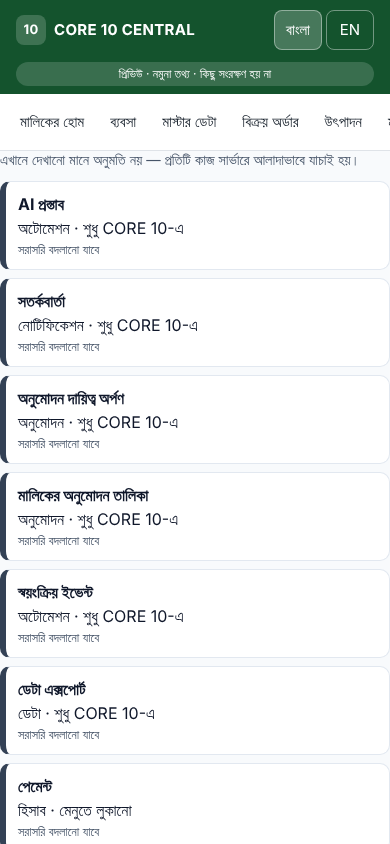 10 CORE 10 CENTRAL বাংলা EN
প্রিভিউ · নমুনা তথ্য · কিছু সংরক্ষণ হয় না
মালিকের হোম ব্যবসা মাস্টার ডেটা বিক্রয় অর্ডার উৎপাদন
এখানে দেখানো মানে অনুমতি নয় — প্রতিটি কাজ সার্ভারে আলাদাভাবে যাচাই হয়।
AI প্রস্তাব
অটোমেশন · শুধু CORE 10-এ
সরাসরি বদলানো যাবে
সতর্কবার্তা
নোটিফিকেশন · শুধু CORE 10-এ
সরাসরি বদলানো যাবে
অনুমোদন দায়িত্ব অর্পণ
অনুমোদন · শুধু CORE 10-এ
সরাসরি বদলানো যাবে
মালিকের অনুমোদন তালিকা
অনুমোদন · শুধু CORE 10-এ
সরাসরি বদলানো যাবে
স্বয়ংক্রিয় ইভেন্ট
অটোমেশন · শুধু CORE 10-এ
সরাসরি বদলানো যাবে
ডেটা এক্সপোর্ট
ডেটা · শুধু CORE 10-এ
সরাসরি বদলানো যাবে
পেমেন্ট
হিসাব · মেনুতে লুকানো
সরাসরি বদলানো যাবে